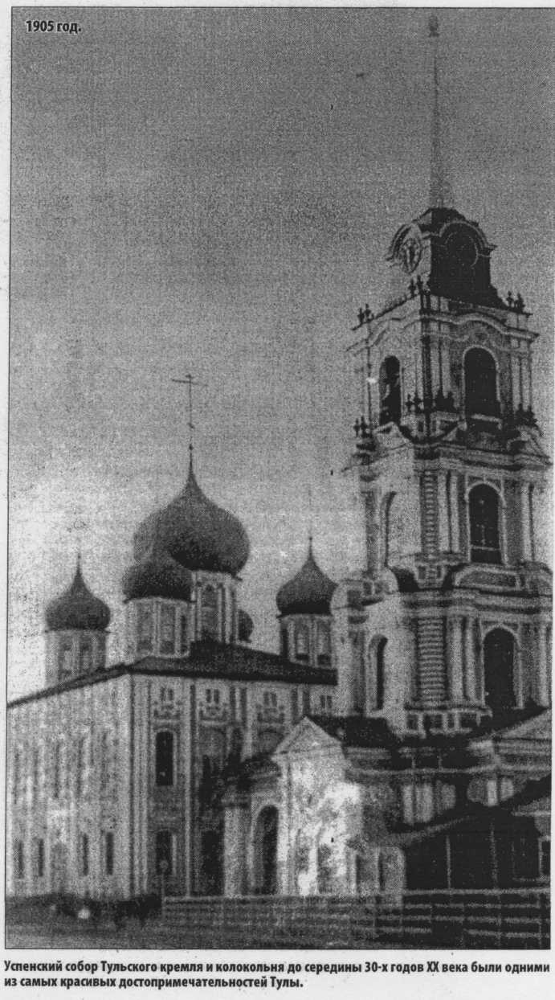 1905 год.
Успенский собор Тульского кремля и колокольня до середины 30-х годов XX века были одними
из самых красивых достопримечательностей Тулы.